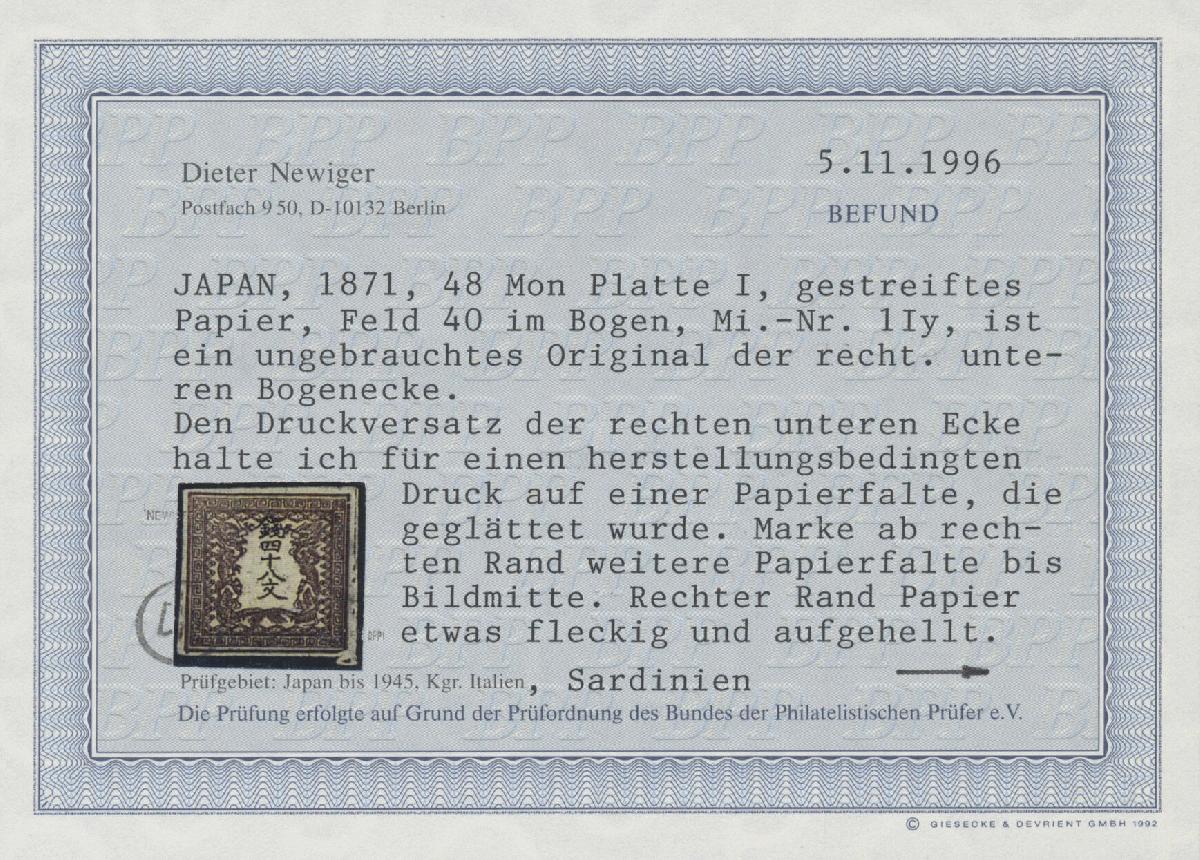 Dieter Newiger
5.11.1996
Postfach 9 50, D-10132 Berlin
BEFUND
JAPAN, 1871, 48 Mon Platte I, gestreiftes
Papier, Feld 40 im Bogen, Mi.-Nr. 1Iy, ist
ein ungebrauchtes Original der recht. unte-
ren Bogenecke.
Den Druckversatz der rechten unteren Ecke
halte ich für einen herstellungsbedingten
Druck auf einer Papierfalte, die
geglättet wurde. Marke ab rech-
ten Rand weitere Papierfalte bis
Bildmitte. Rechter Rand Papier
etwas fleckig und aufgehellt.
錢四十八文
Prüfgebiet: Japan bis 1945, Kgr. Italien, Sardinien
Die Prüfung erfolgte auf Grund der Prüfordnung des Bundes der Philatelistischen Prüfer e.V.
© GIESECKE & DEVRIENT GMBH 1992